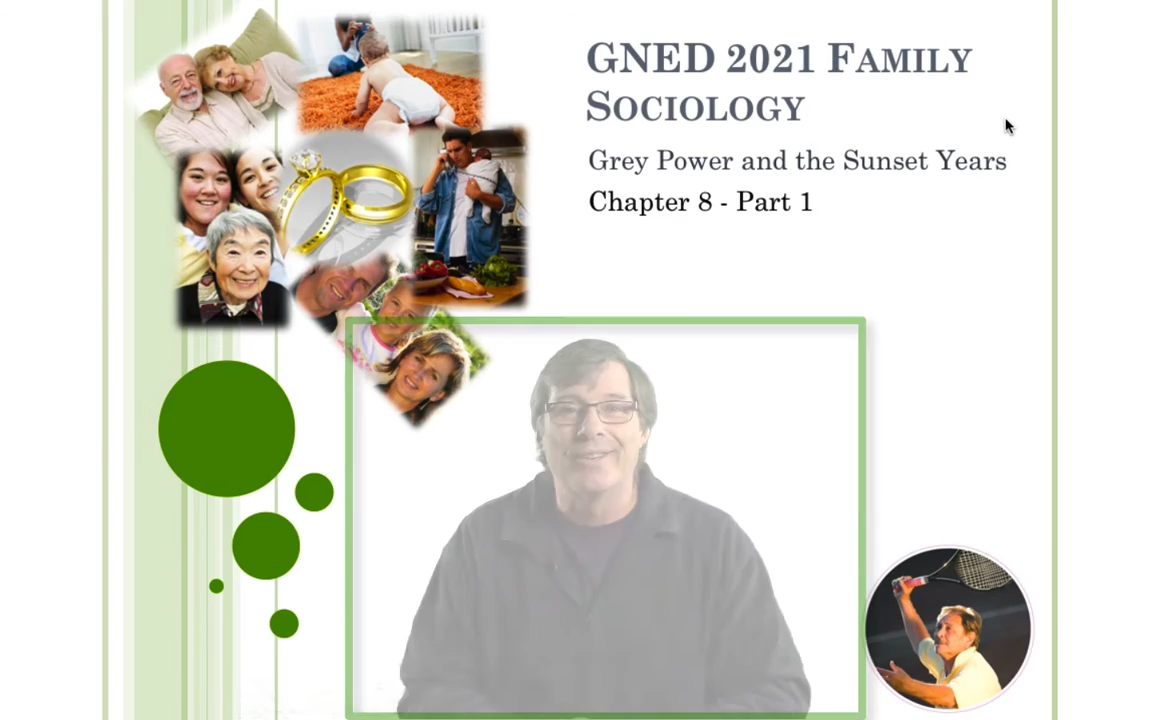 GNED 2021 Family
Sociology
Grey Power and the Sunset Years
Chapter 8 - Part 1